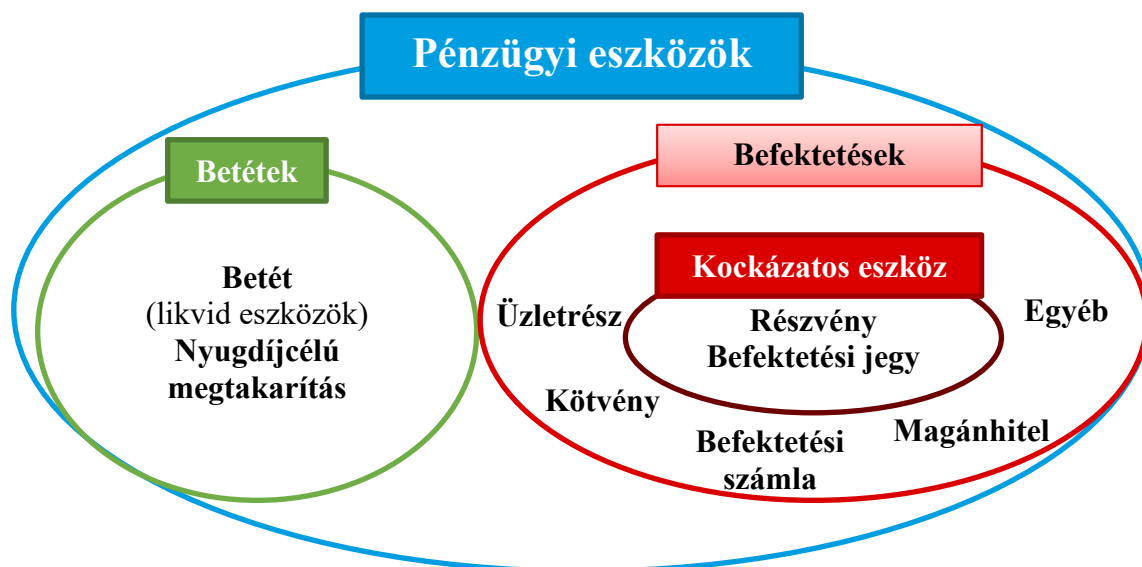 Pénzügyi eszközök
Betétek
Betét
(likvid eszközök)
Nyugdíjcélú
megtakarítás
Befektetések
Kockázatos eszköz
Részvény
Befektetési jegy
Üzletrész
Egyéb
Kötvény
Befektetési
számla
Magánhitel